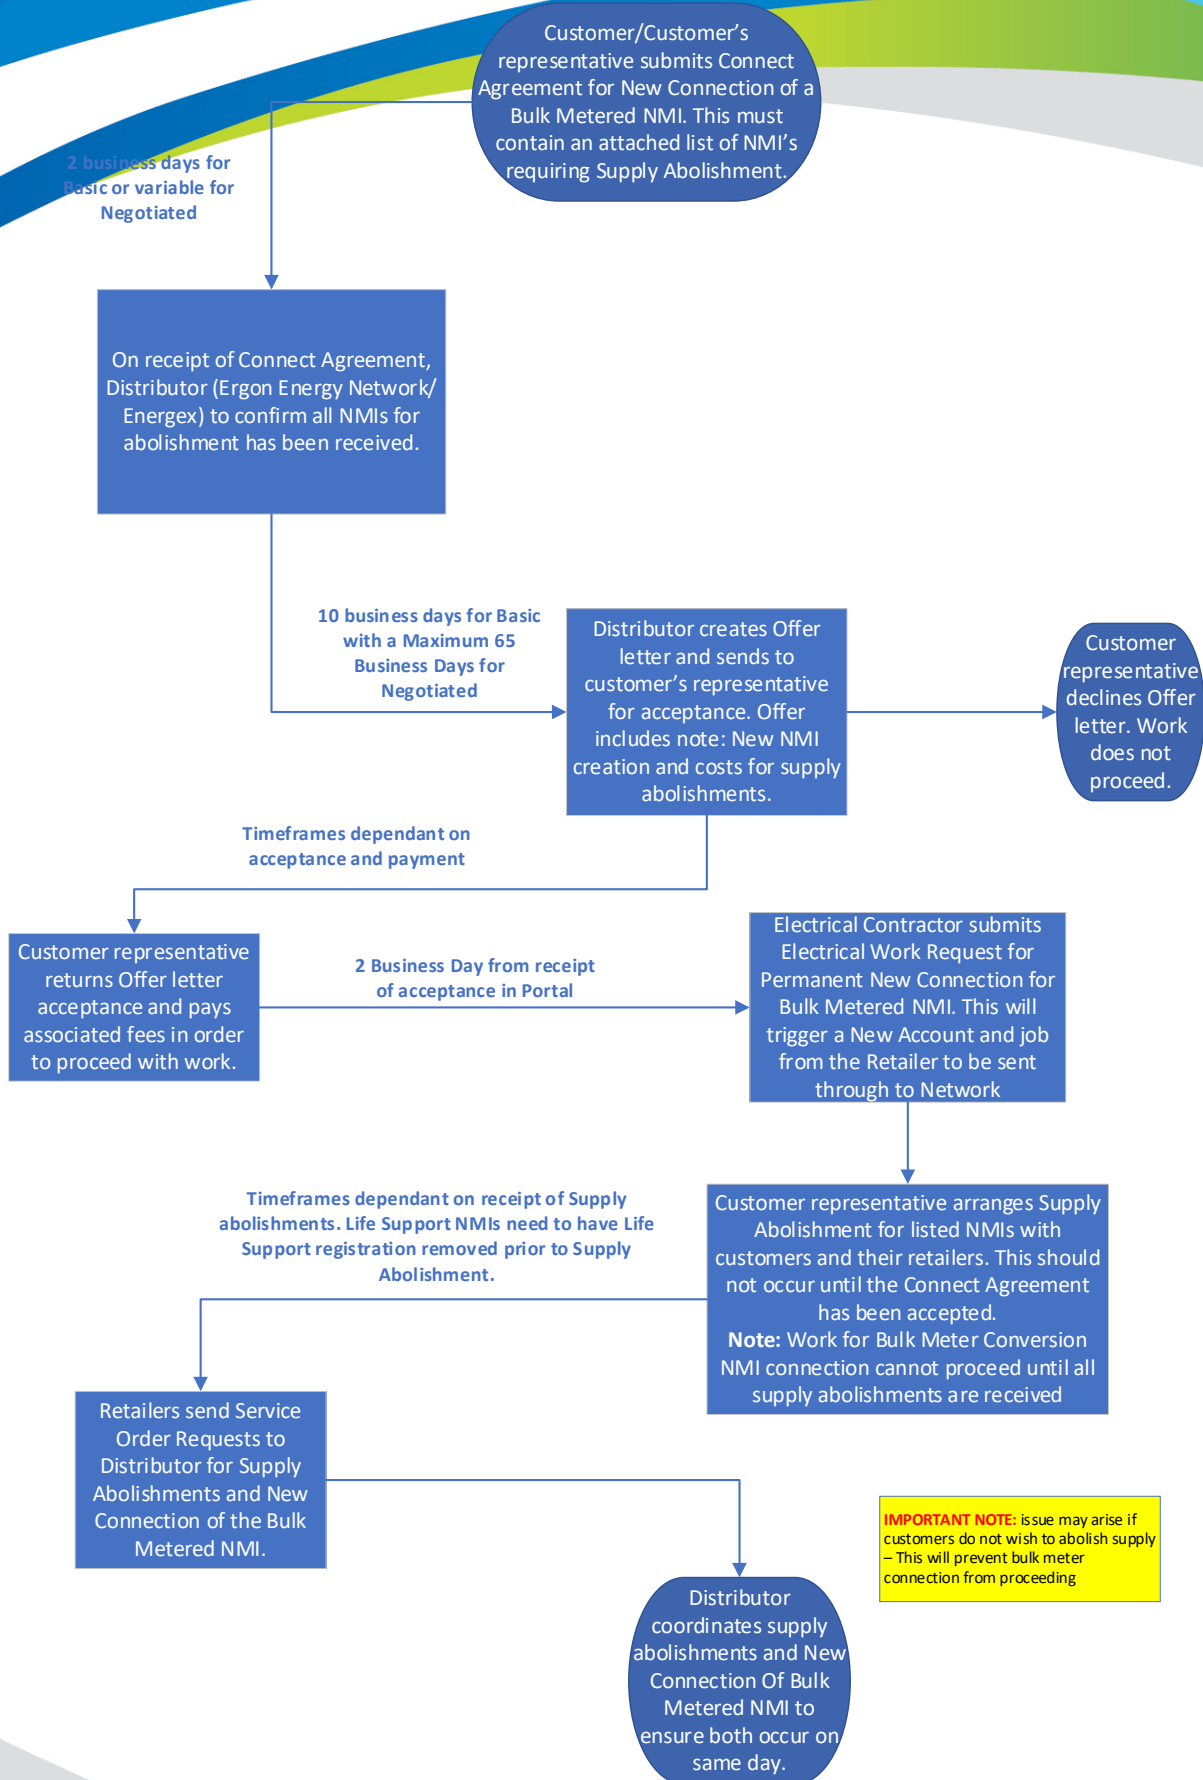 Customer/Customer’s
representative submits Connect
Agreement for New Connection of a
Bulk Metered NMI. This must
contain an attached list of NMI’s
requiring Supply Abolishment.
2 business days for
Basic or variable for
Negotiated
On receipt of Connect Agreement,
Distributor (Ergon Energy Network/
Energex) to confirm all NMIs for
abolishment has been received.
10 business days for Basic
with a Maximum 65
Business Days for
Negotiated
Distributor creates Offer
letter and sends to
customer’s representative
for acceptance. Offer
includes note: New NMI
creation and costs for supply
abolishments.
Customer
representative
declines Offer
letter. Work
does not
proceed.
Timeframes dependant on
acceptance and payment
Customer representative
returns Offer letter
acceptance and pays
associated fees in order
to proceed with work.
2 Business Day from receipt
of acceptance in Portal
Electrical Contractor submits
Electrical Work Request for
Permanent New Connection for
Bulk Metered NMI. This will
trigger a New Account and job
from the Retailer to be sent
through to Network
Timeframes dependant on receipt of Supply
abolishments. Life Support NMIs need to have Life
Support registration removed prior to Supply
Abolishment.
Customer representative arranges Supply
Abolishment for listed NMIs with
customers and their retailers. This should
not occur until the Connect Agreement
has been accepted.
Note: Work for Bulk Meter Conversion
NMI connection cannot proceed until all
supply abolishments are received
Retailers send Service
Order Requests to
Distributor for Supply
Abolishments and New
Connection of the Bulk
Metered NMI.
IMPORTANT NOTE: issue may arise if
customers do not wish to abolish supply
– This will prevent bulk meter
connection from proceeding
Distributor
coordinates supply
abolishments and New
Connection Of Bulk
Metered NMI to
ensure both occur on
same day.